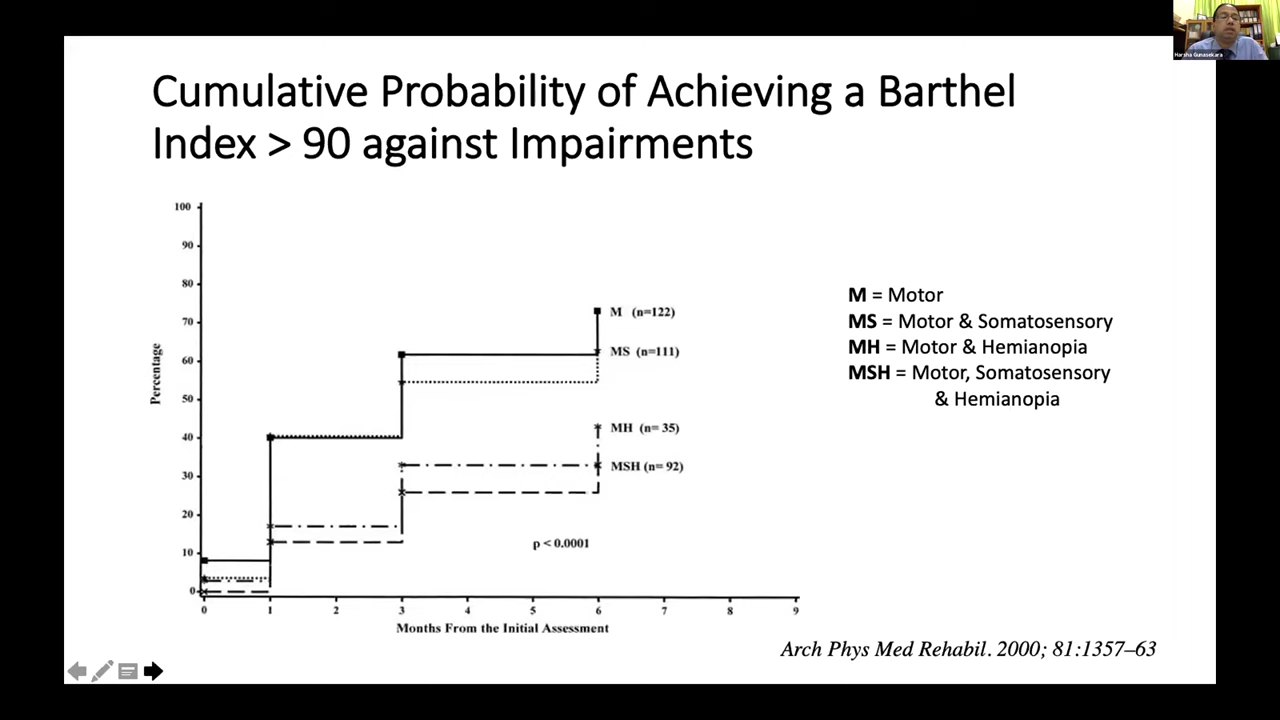 Harsha Gunasekara
Cumulative Probability of Achieving a Barthel
Index > 90 against Impairments
100
90
80
70
60
50
40
30
20
10
0
Percentage
M (n=122)
MS (n=111)
MH (n= 35)
MSH (n= 92)
p < 0.0001
0 1 2 3 4 5 6 7 8 9
Months From the Initial Assessment
M = Motor
MS = Motor & Somatosensory
MH = Motor & Hemianopia
MSH = Motor, Somatosensory
& Hemianopia
Arch Phys Med Rehabil. 2000; 81:1357–63